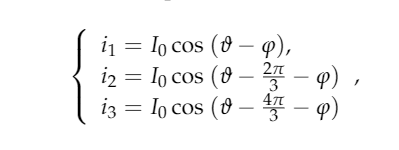 i₁ = I₀ cos (ϑ − φ),
i₂ = I₀ cos (ϑ − 2π/3 − φ) ,
i₃ = I₀ cos (ϑ − 4π/3 − φ)